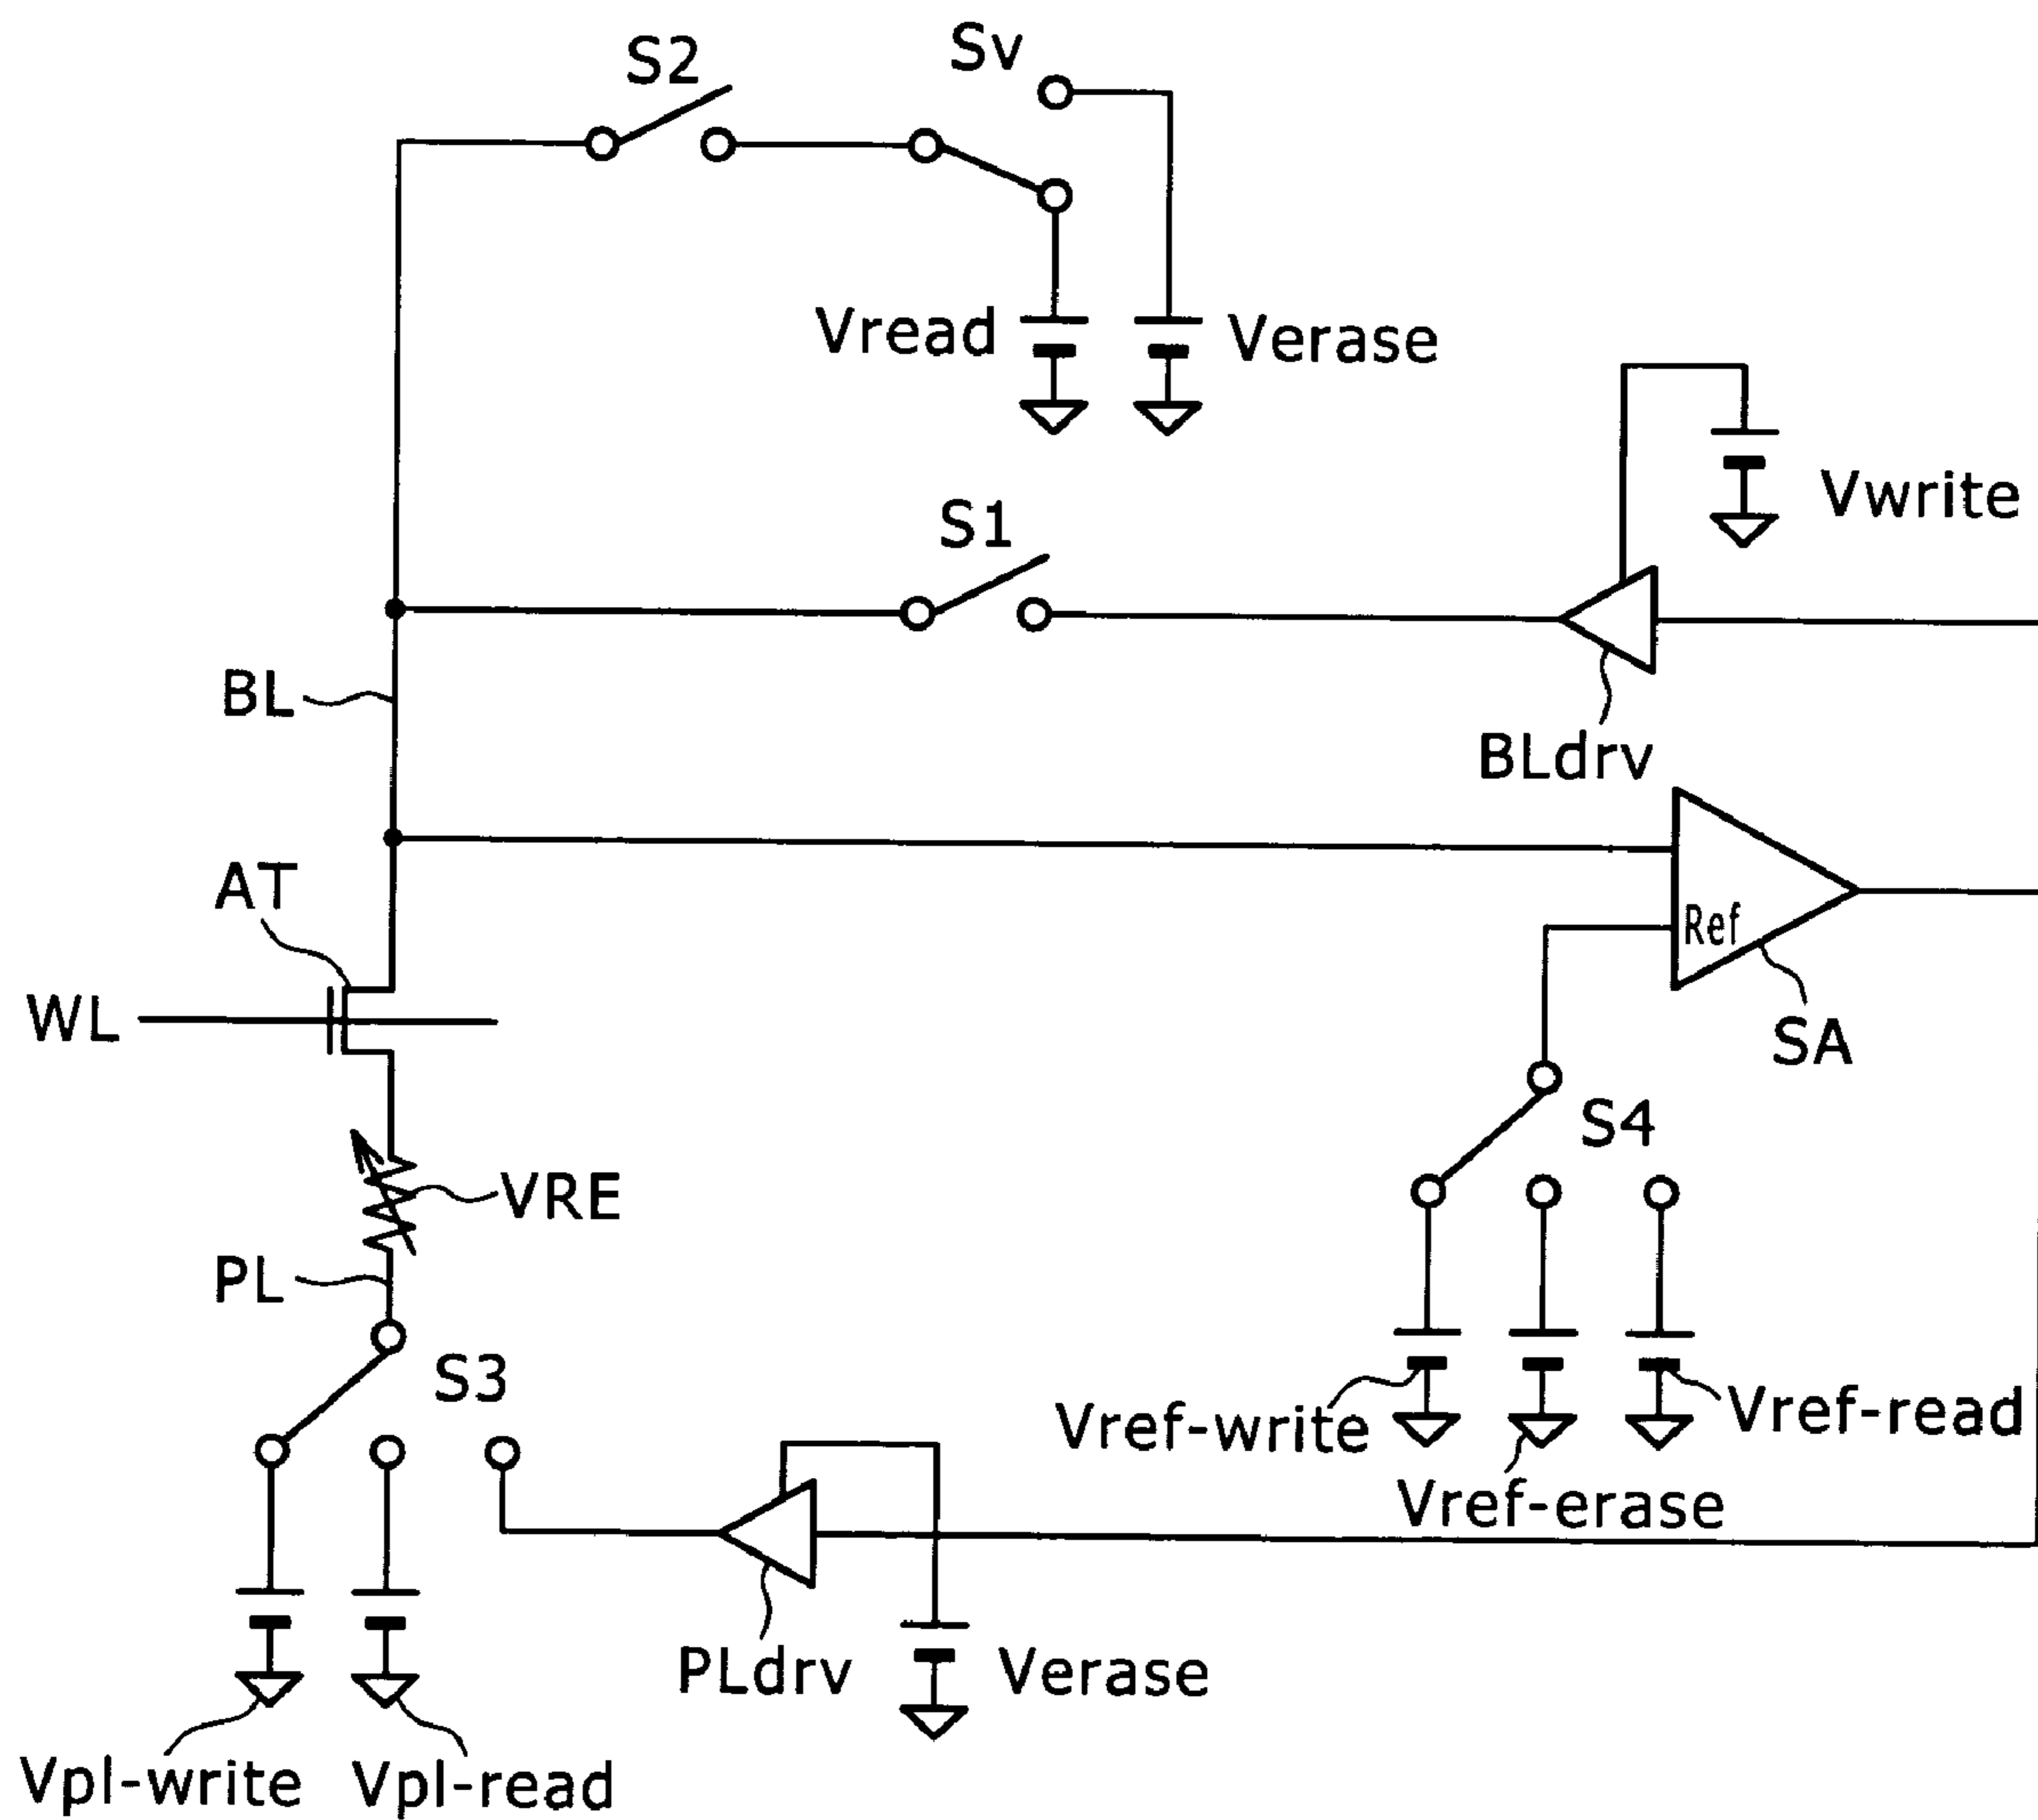 S2
Sv
Vread
Verase
Vwrite
S1
BL
BLdrv
AT
Ref
WL
SA
S4
VRE
PL
S3
Vref-write
Vref-read
Vref-erase
PLdrv
Verase
Vpl-write
Vpl-read